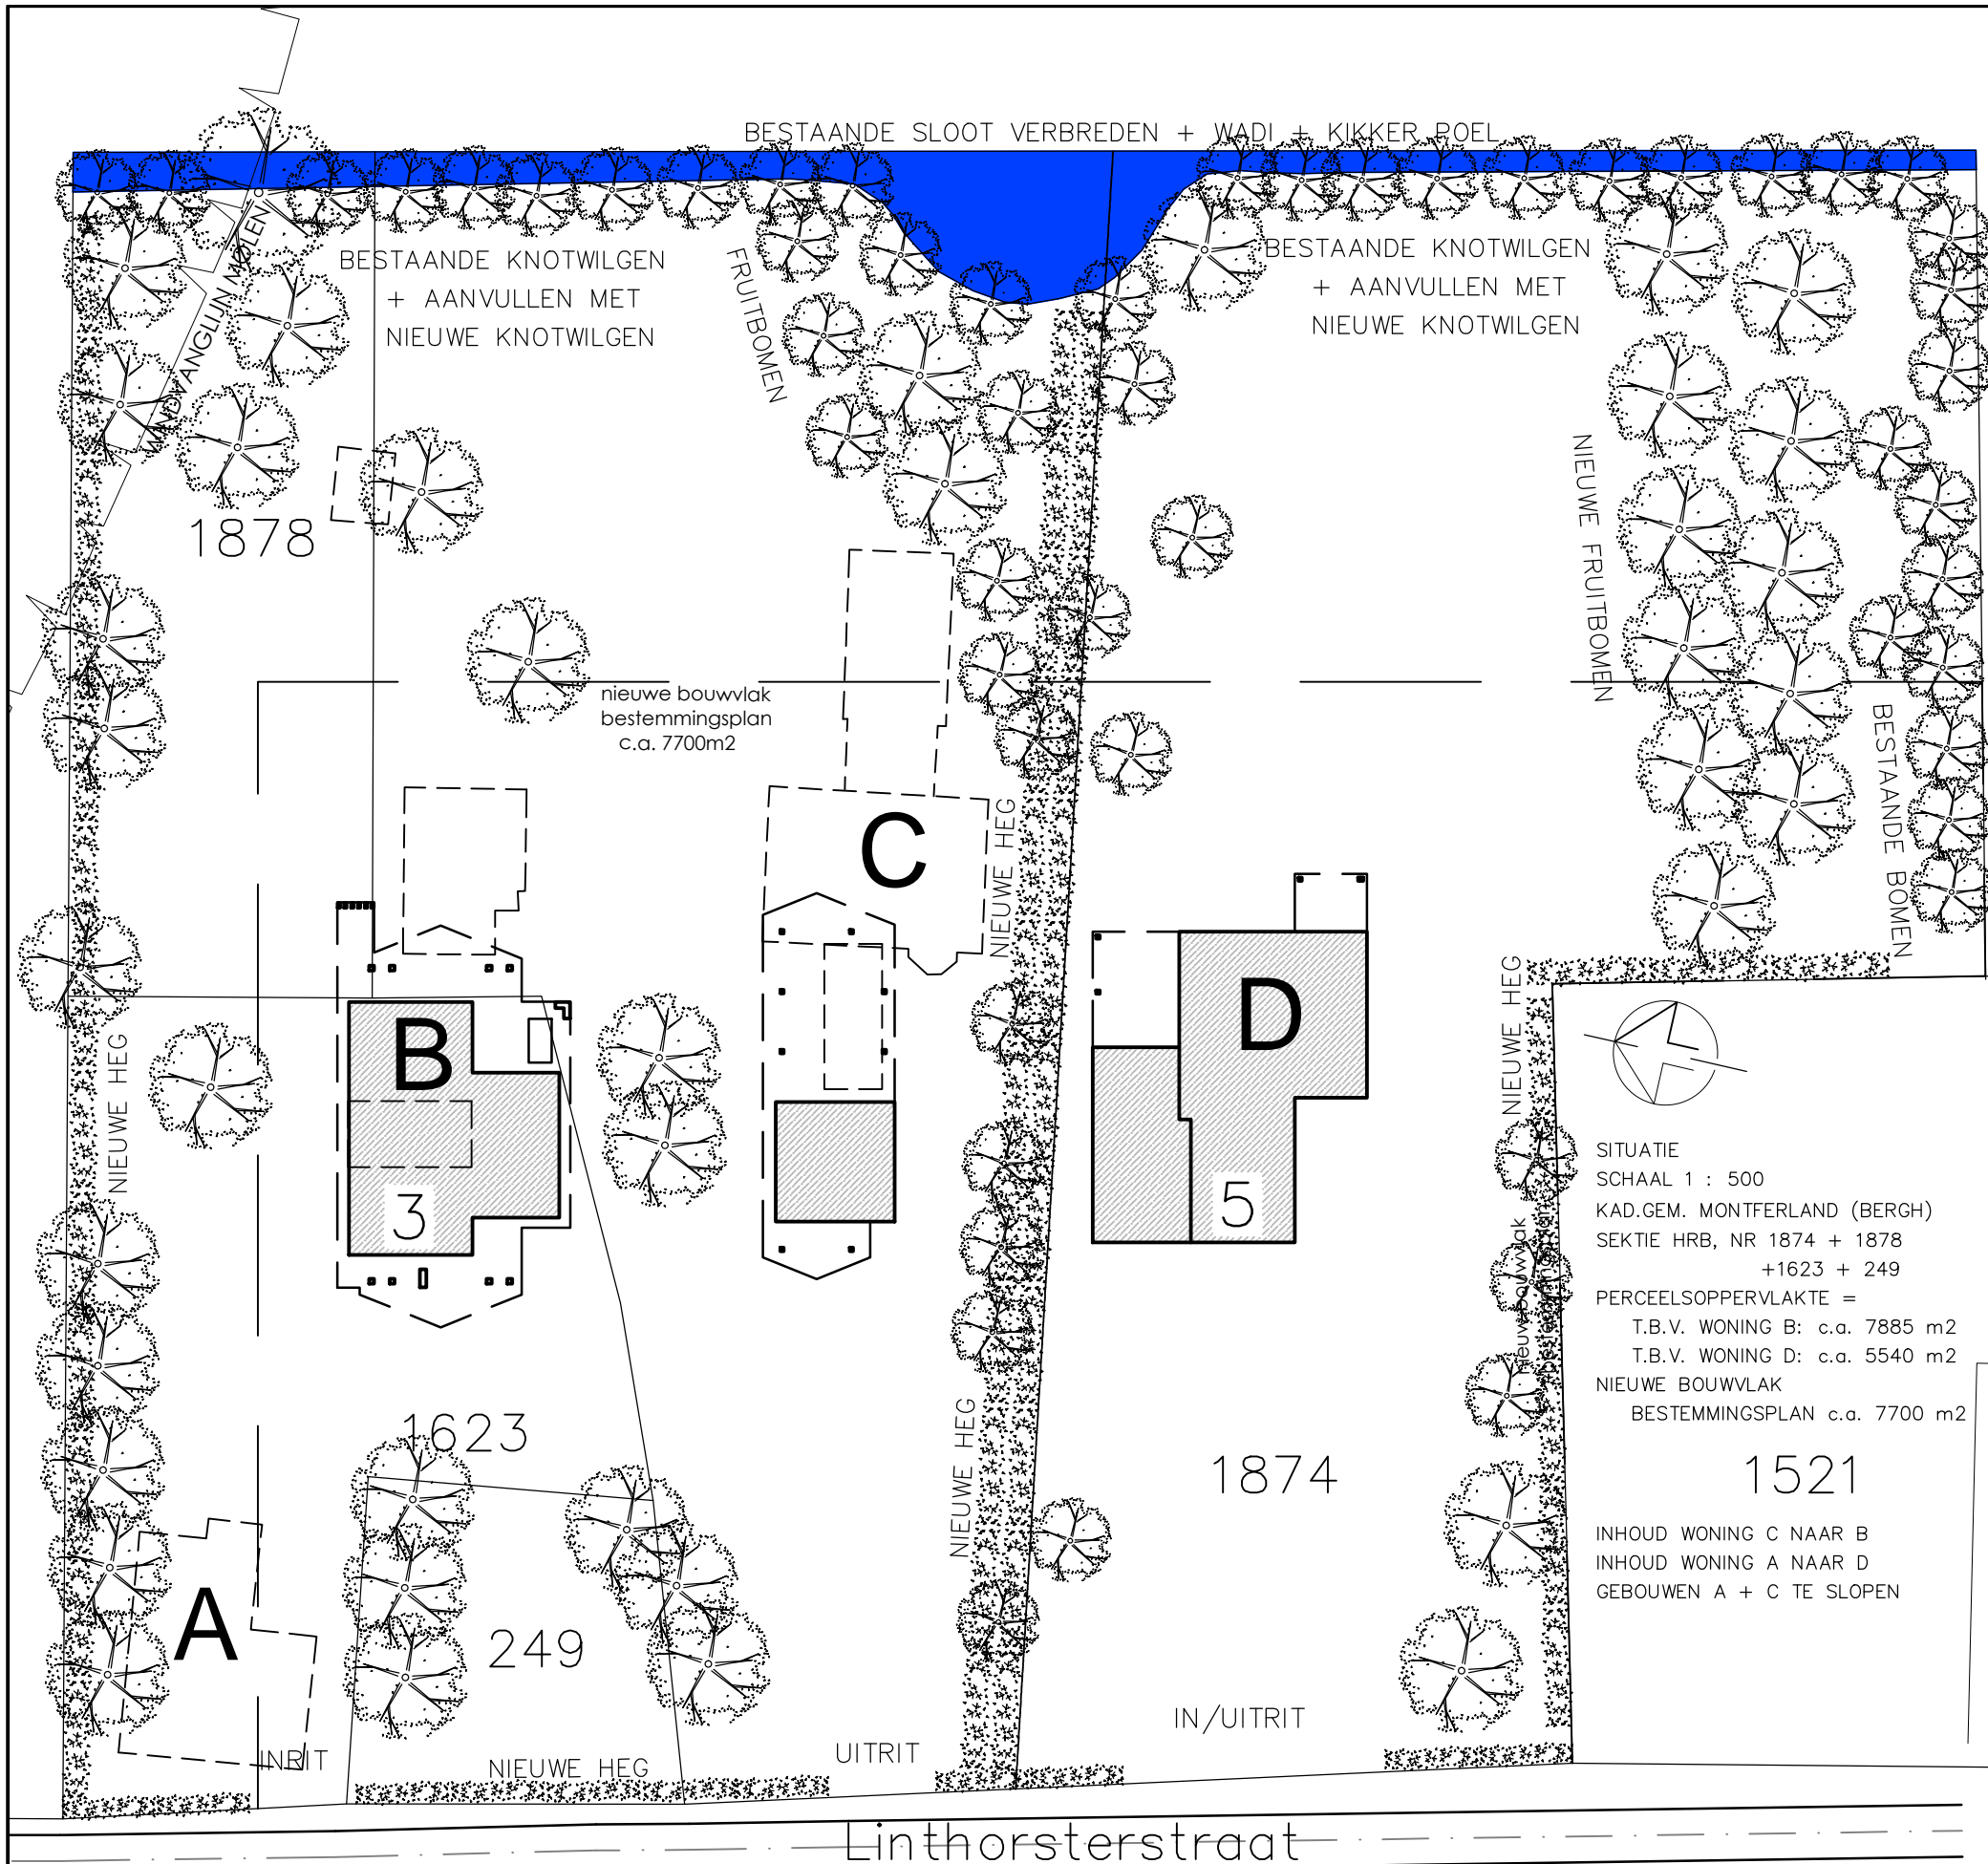 BESTAANDE SLOOT VERBREDEN + WADI + KIKKER POEL
BESTAANDE KNOTWILGEN
+ AANVULLEN MET
NIEUWE KNOTWILGEN
BESTAANDE KNOTWILGEN
+ AANVULLEN MET
NIEUWE KNOTWILGEN
WINDVANGLIJN MOLEN
FRUITBOMEN
NIEUWE FRUITBOMEN
BESTAANDE BOMEN
1878
nieuwe bouwvlak
bestemmingsplan
c.a. 7700m2
C
NIEUWE HEG
B
3
D
5
NIEUWE HEG
NIEUWE HEG
nieuwe bouwvlak
bestemmingsplan
SITUATIE
SCHAAL 1 : 500
KAD.GEM. MONTFERLAND (BERGH)
SEKTIE HRB, NR 1874 + 1878
+1623 + 249
PERCEELSOPPERVLAKTE =
T.B.V. WONING B: c.a. 7885 m2
T.B.V. WONING D: c.a. 5540 m2
NIEUWE BOUWVLAK
BESTEMMINGSPLAN c.a. 7700 m2
1623
NIEUWE HEG
1874
1521
INHOUD WONING C NAAR B
INHOUD WONING A NAAR D
GEBOUWEN A + C TE SLOPEN
A
249
INRIT
NIEUWE HEG
UITRIT
IN/UITRIT
Linthorsterstraat